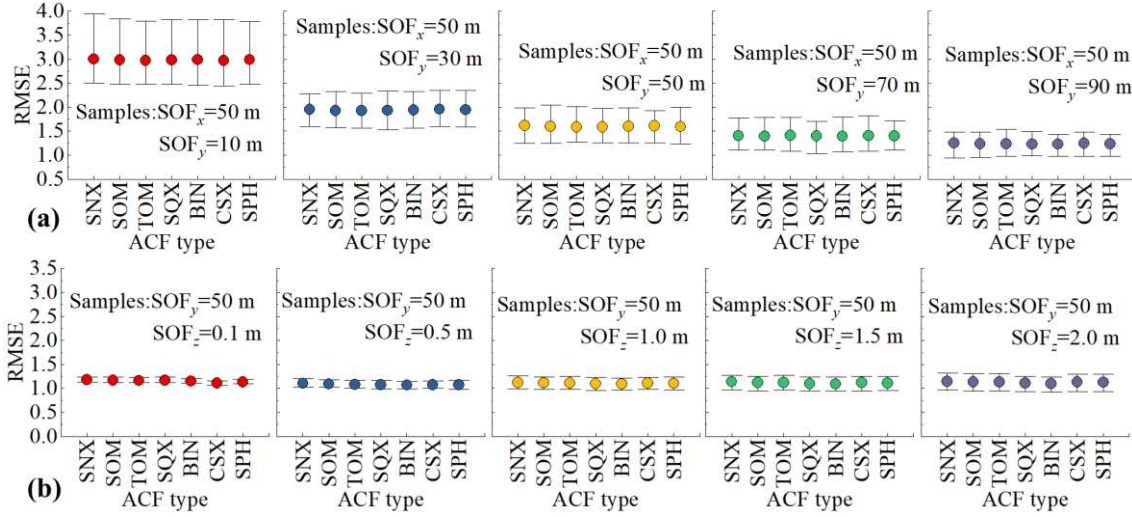 4.0
3.5
3.0
2.5
2.0
1.5
1.0
0.5
RMSE
Samples:SOFx=50 m
SOFy=10 m
Samples:SOFx=50 m
SOFy=30 m
Samples:SOFx=50 m
SOFy=50 m
Samples:SOFx=50 m
SOFy=70 m
Samples:SOFx=50 m
SOFy=90 m
SNX SOM TOM SQX BIN CSX SPH
SNX SOM TOM SQX BIN CSX SPH
SNX SOM TOM SQX BIN CSX SPH
SNX SOM TOM SQX BIN CSX SPH
SNX SOM TOM SQX BIN CSX SPH
(a)
ACF type
ACF type
ACF type
ACF type
ACF type
3.5
3.0
2.5
2.0
1.5
1.0
0.5
0.0
RMSE
Samples:SOFy=50 m
SOFz=0.1 m
Samples:SOFy=50 m
SOFz=0.5 m
Samples:SOFy=50 m
SOFz=1.0 m
Samples:SOFy=50 m
SOFz=1.5 m
Samples:SOFy=50 m
SOFz=2.0 m
SNX SOM TOM SQX BIN CSX SPH
SNX SOM TOM SQX BIN CSX SPH
SNX SOM TOM SQX BIN CSX SPH
SNX SOM TOM SQX BIN CSX SPH
SNX SOM TOM SQX BIN CSX SPH
(b)
ACF type
ACF type
ACF type
ACF type
ACF type